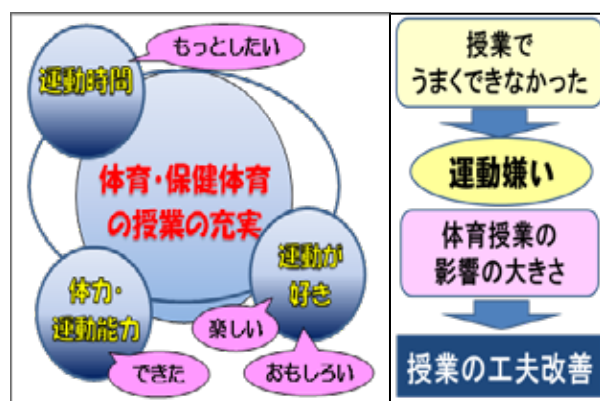 もっとしたい
運動時間
体育・保健体育
の授業の充実
運動が
好き
体力・
運動能力
楽しい
できた
おもしろい
授業で
うまくできなかった
運動嫌い
体育授業の
影響の大きさ
授業の工夫改善